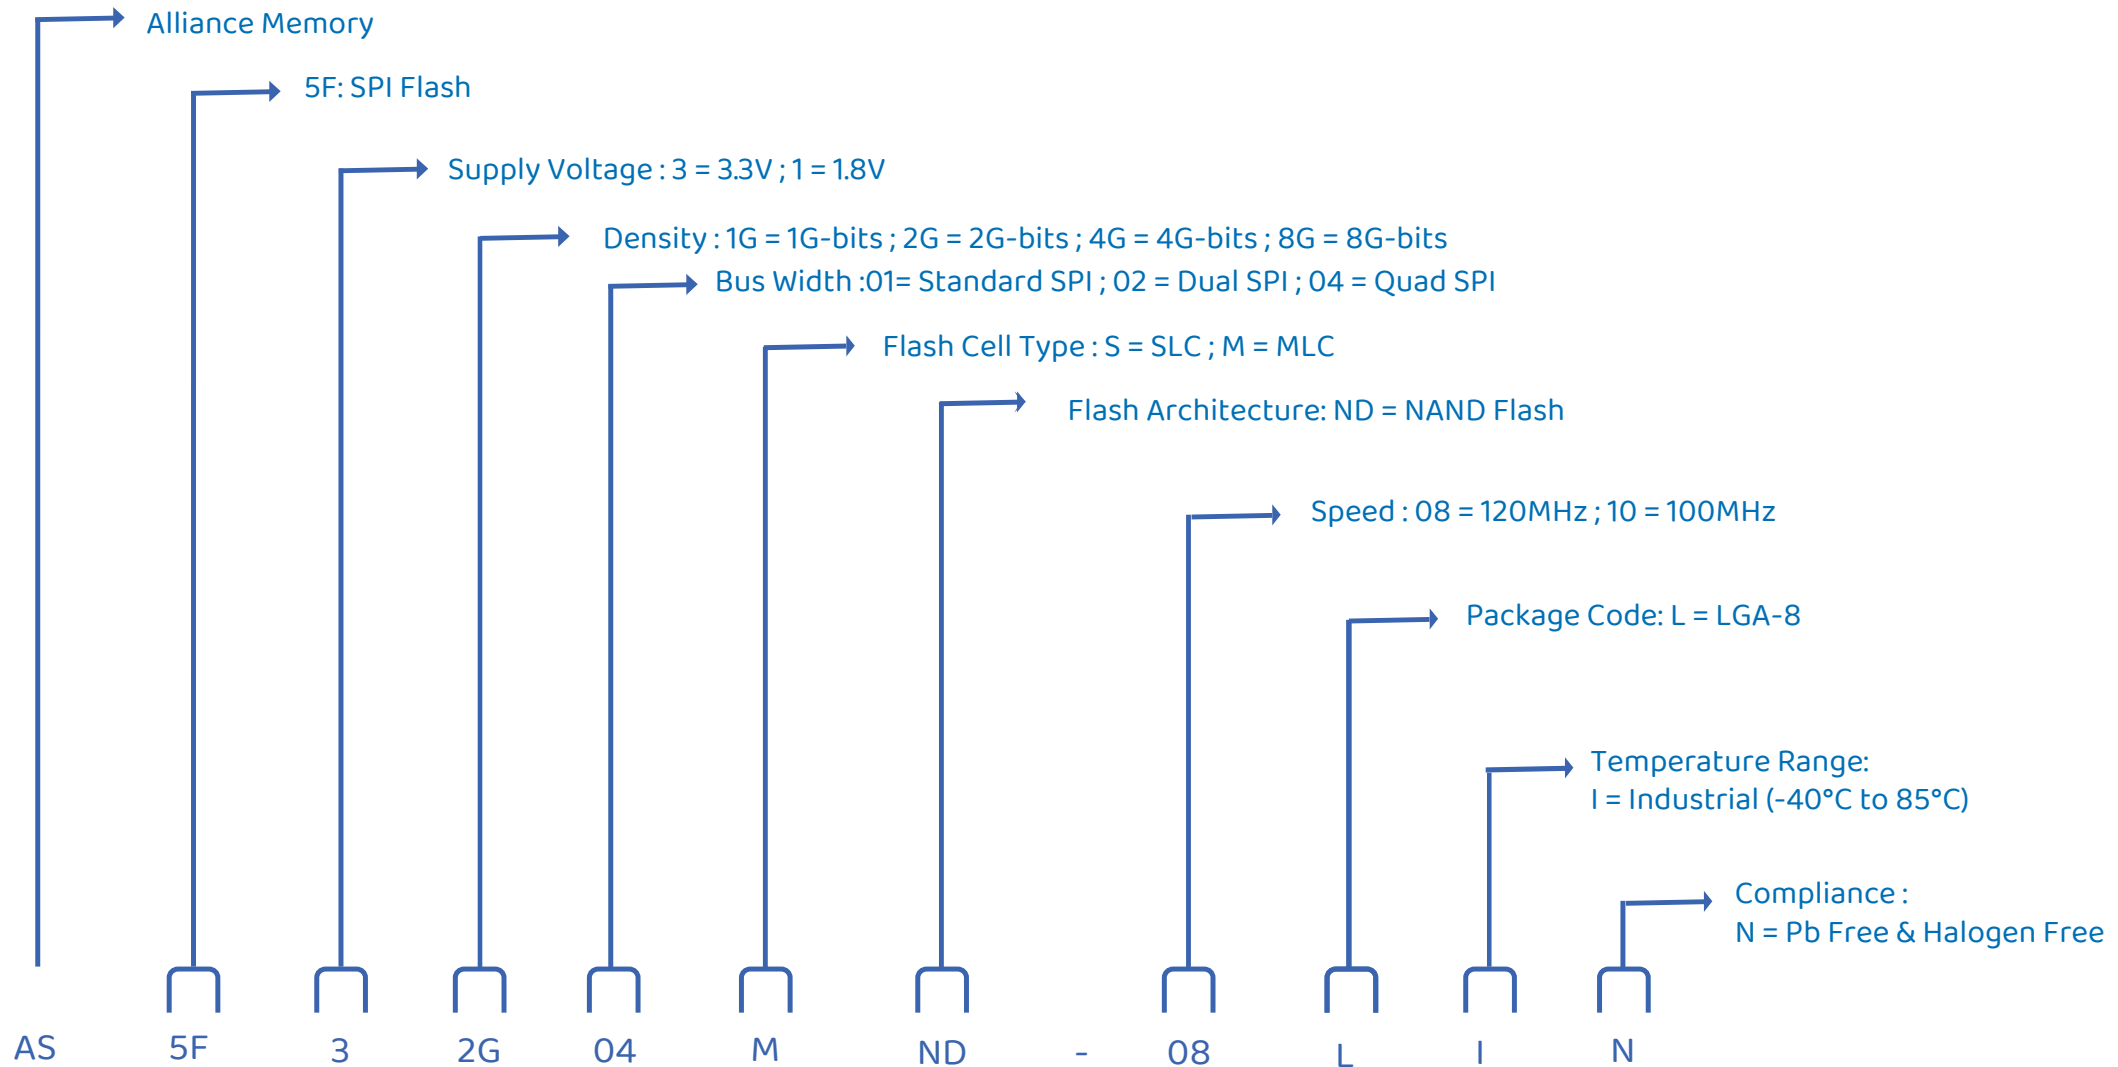 Alliance Memory
5F: SPI Flash
Supply Voltage : 3 = 3.3V ; 1 = 1.8V
Density : 1G = 1G-bits ; 2G = 2G-bits ; 4G = 4G-bits ; 8G = 8G-bits
Bus Width :01= Standard SPI ; 02 = Dual SPI ; 04 = Quad SPI
Flash Cell Type : S = SLC ; M = MLC
Flash Architecture: ND = NAND Flash
Speed : 08 = 120MHz ; 10 = 100MHz
Package Code: L = LGA-8
Temperature Range:
I = Industrial (-40°C to 85°C)
Compliance :
N = Pb Free & Halogen Free
AS 5F 3 2G 04 M ND - 08 L I N